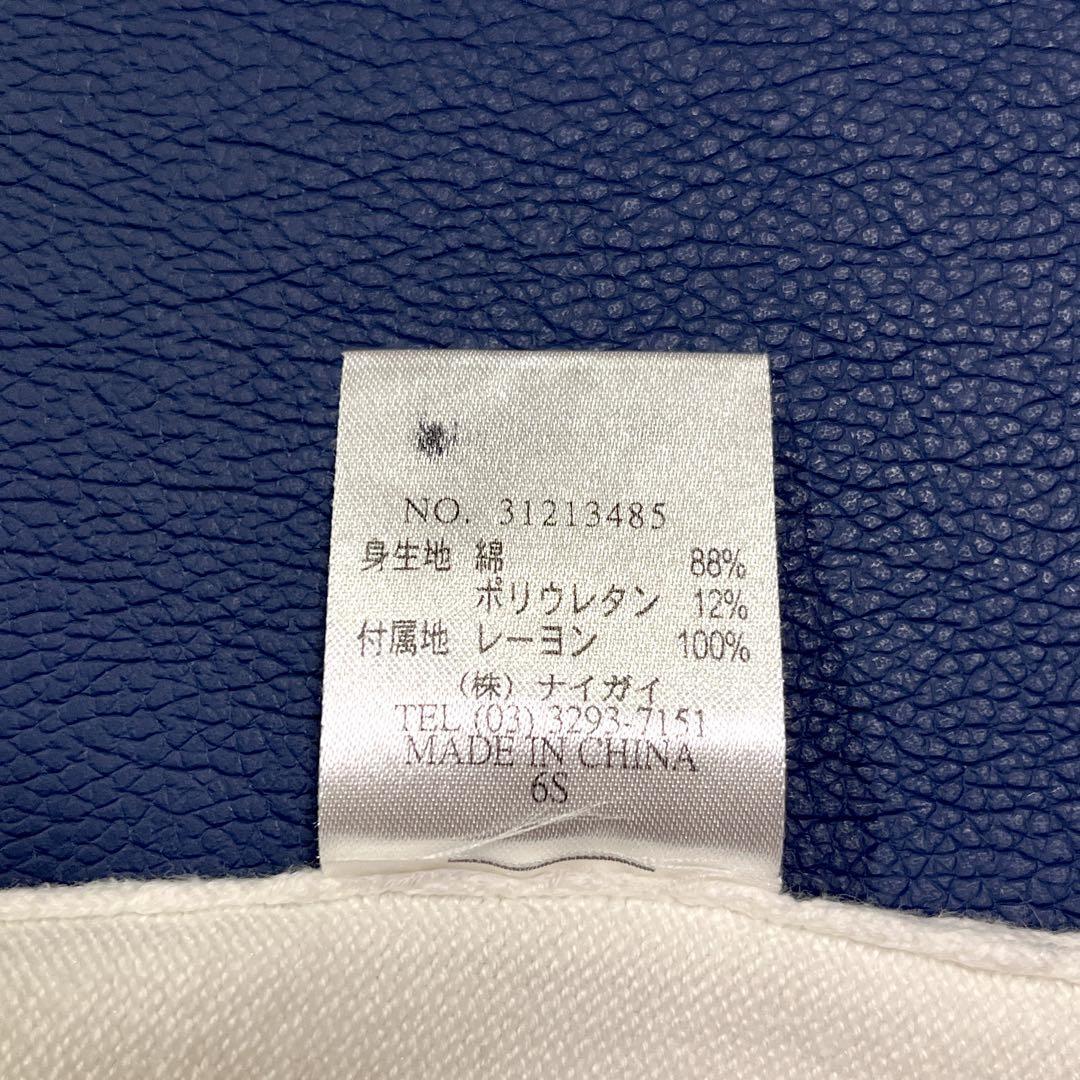 NO. 31213485
身生地 綿 88%
ポリウレタン 12%
付属地 レーヨン 100%
(株) ナイガイ
TEL (03) 3293-7151
MADE IN CHINA
6S